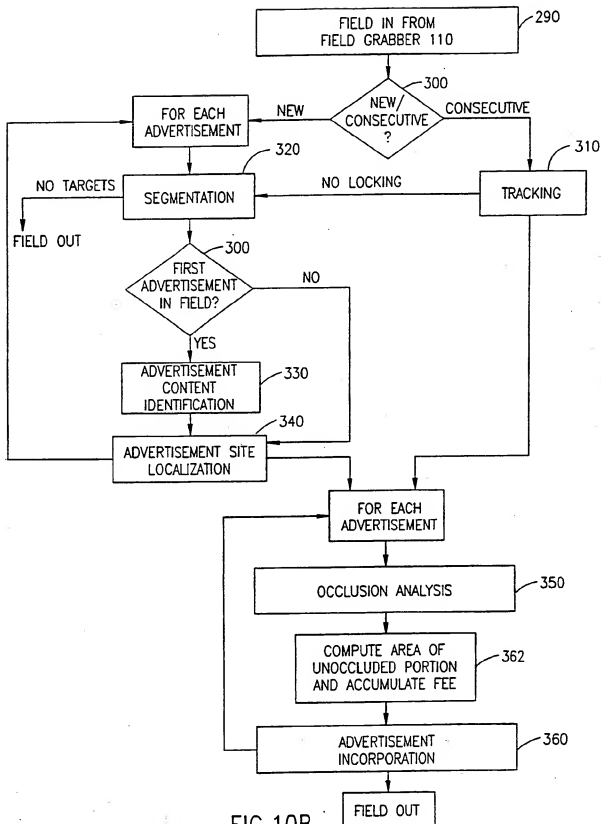 FIELD IN FROM
FIELD GRABBER 110
290
300
NEW/
CONSECUTIVE
?
NEW
CONSECUTIVE
FOR EACH
ADVERTISEMENT
320
310
NO TARGETS
SEGMENTATION
NO LOCKING
TRACKING
FIELD OUT
300
FIRST
ADVERTISEMENT
IN FIELD?
NO
YES
ADVERTISEMENT
CONTENT
IDENTIFICATION
330
340
ADVERTISEMENT SITE
LOCALIZATION
FOR EACH
ADVERTISEMENT
OCCLUSION ANALYSIS
350
COMPUTE AREA OF
UNOCCLUDED PORTION
AND ACCUMULATE FEE
362
ADVERTISEMENT
INCORPORATION
360
FIELD OUT
FIG.10B